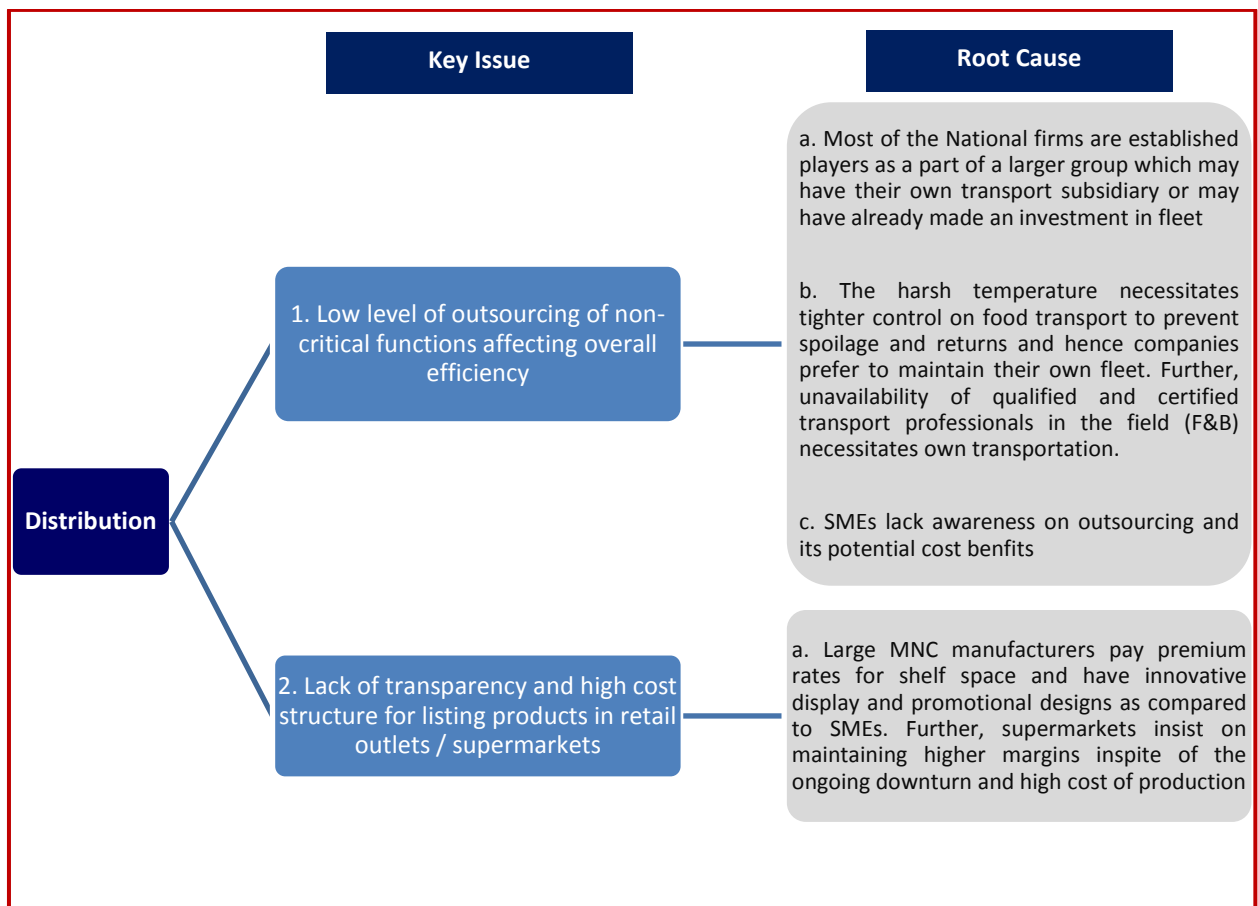 Key Issue
Root Cause
Distribution
1. Low level of outsourcing of non-
critical functions affecting overall
efficiency
a. Most of the National firms are established
players as a part of a larger group which may
have their own transport subsidiary or may
have already made an investment in fleet
b. The harsh temperature necessitates
tighter control on food transport to prevent
spoilage and returns and hence companies
prefer to maintain their own fleet. Further,
unavailability of qualified and certified
transport professionals in the field (F&B)
necessitates own transportation.
c. SMEs lack awareness on outsourcing and
its potential cost benfits
2. Lack of transparency and high cost
structure for listing products in retail
outlets / supermarkets
a. Large MNC manufacturers pay premium
rates for shelf space and have innovative
display and promotional designs as compared
to SMEs. Further, supermarkets insist on
maintaining higher margins inspite of the
ongoing downturn and high cost of production